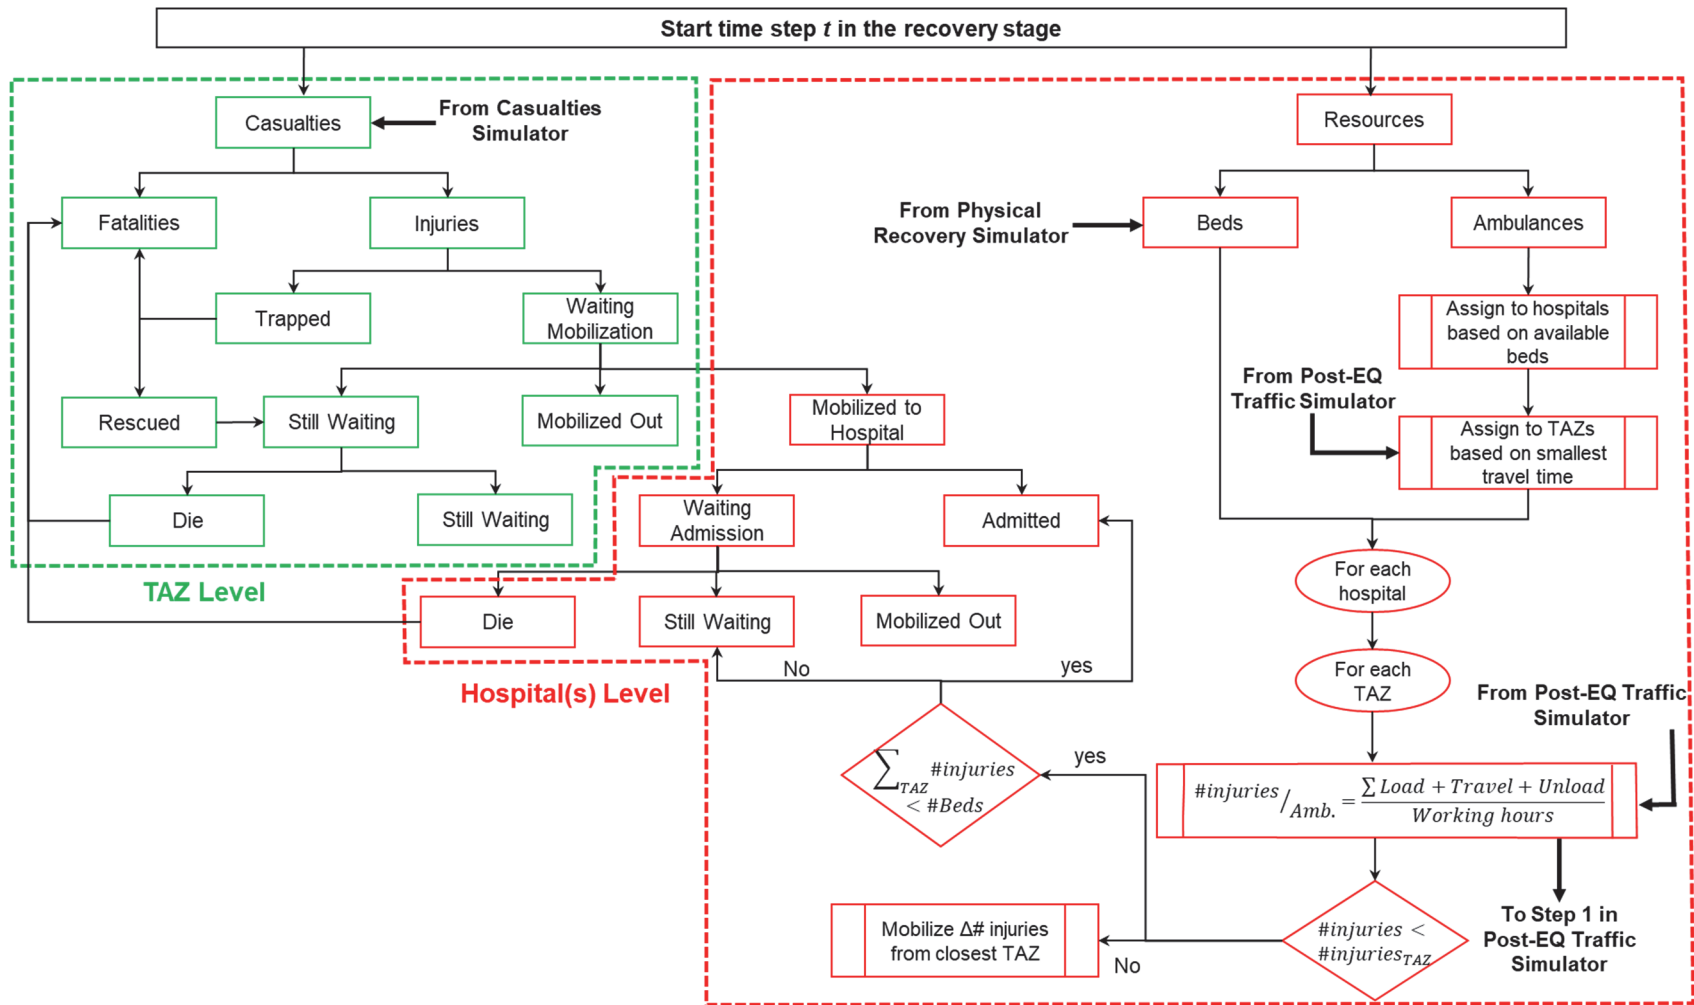 Start time step t in the recovery stage
Casualties
From Casualties
Simulator
Resources
Fatalities
Injuries
From Physical
Recovery Simulator
Beds
Ambulances
Trapped
Waiting
Mobilization
Assign to hospitals
based on available
beds
From Post-EQ
Traffic Simulator
Rescued
Still Waiting
Mobilized Out
Mobilized to
Hospital
Assign to TAZs
based on smallest
travel time
Die
Still Waiting
Waiting
Admission
Admitted
TAZ Level
For each
hospital
Die
Still Waiting
Mobilized Out
Hospital(s) Level
No
yes
For each
TAZ
From Post-EQ Traffic
Simulator
∑TAZ #injuries
< #Beds
yes
#injuries/Amb. = ∑ Load + Travel + Unload
Working hours
Mobilize Δ# injuries
from closest TAZ
No
#injuries <
#injuriesTAZ
To Step 1 in
Post-EQ Traffic
Simulator